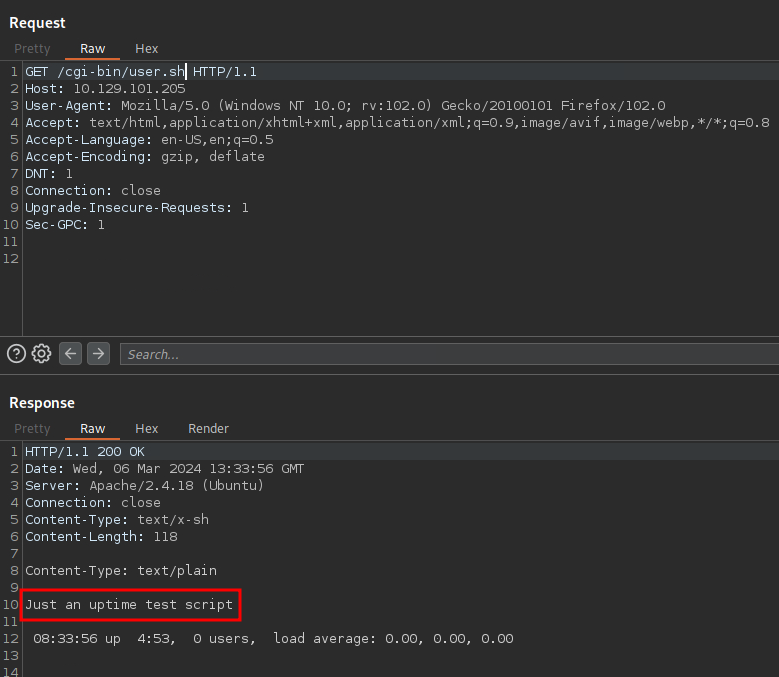 Request
Pretty Raw Hex
1 GET /cgi-bin/user.sh HTTP/1.1
2 Host: 10.129.101.205
3 User-Agent: Mozilla/5.0 (Windows NT 10.0; rv:102.0) Gecko/20100101 Firefox/102.0
4 Accept: text/html,application/xhtml+xml,application/xml;q=0.9,image/avif,image/webp,*/*;q=0.8
5 Accept-Language: en-US,en;q=0.5
6 Accept-Encoding: gzip, deflate
7 DNT: 1
8 Connection: close
9 Upgrade-Insecure-Requests: 1
10 Sec-GPC: 1
11
12
Search...
Response
Pretty Raw Hex Render
1 HTTP/1.1 200 OK
2 Date: Wed, 06 Mar 2024 13:33:56 GMT
3 Server: Apache/2.4.18 (Ubuntu)
4 Connection: close
5 Content-Type: text/x-sh
6 Content-Length: 118
7
8 Content-Type: text/plain
9
10 Just an uptime test script
11
12 08:33:56 up 4:53, 0 users, load average: 0.00, 0.00, 0.00
13
14